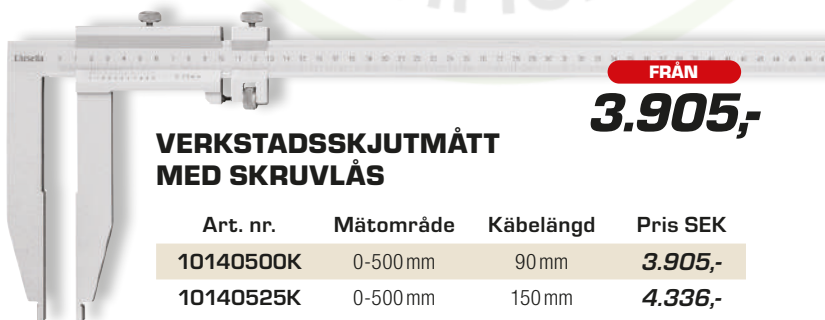 FRÅN
3.905,-
VERKSTADSSKJUTMÅTT
MED SKRUVLÅS
Art. nr. Mätområde Käbelängd Pris SEK
10140500K 0-500 mm 90 mm 3.905,-
10140525K 0-500 mm 150 mm 4.336,-